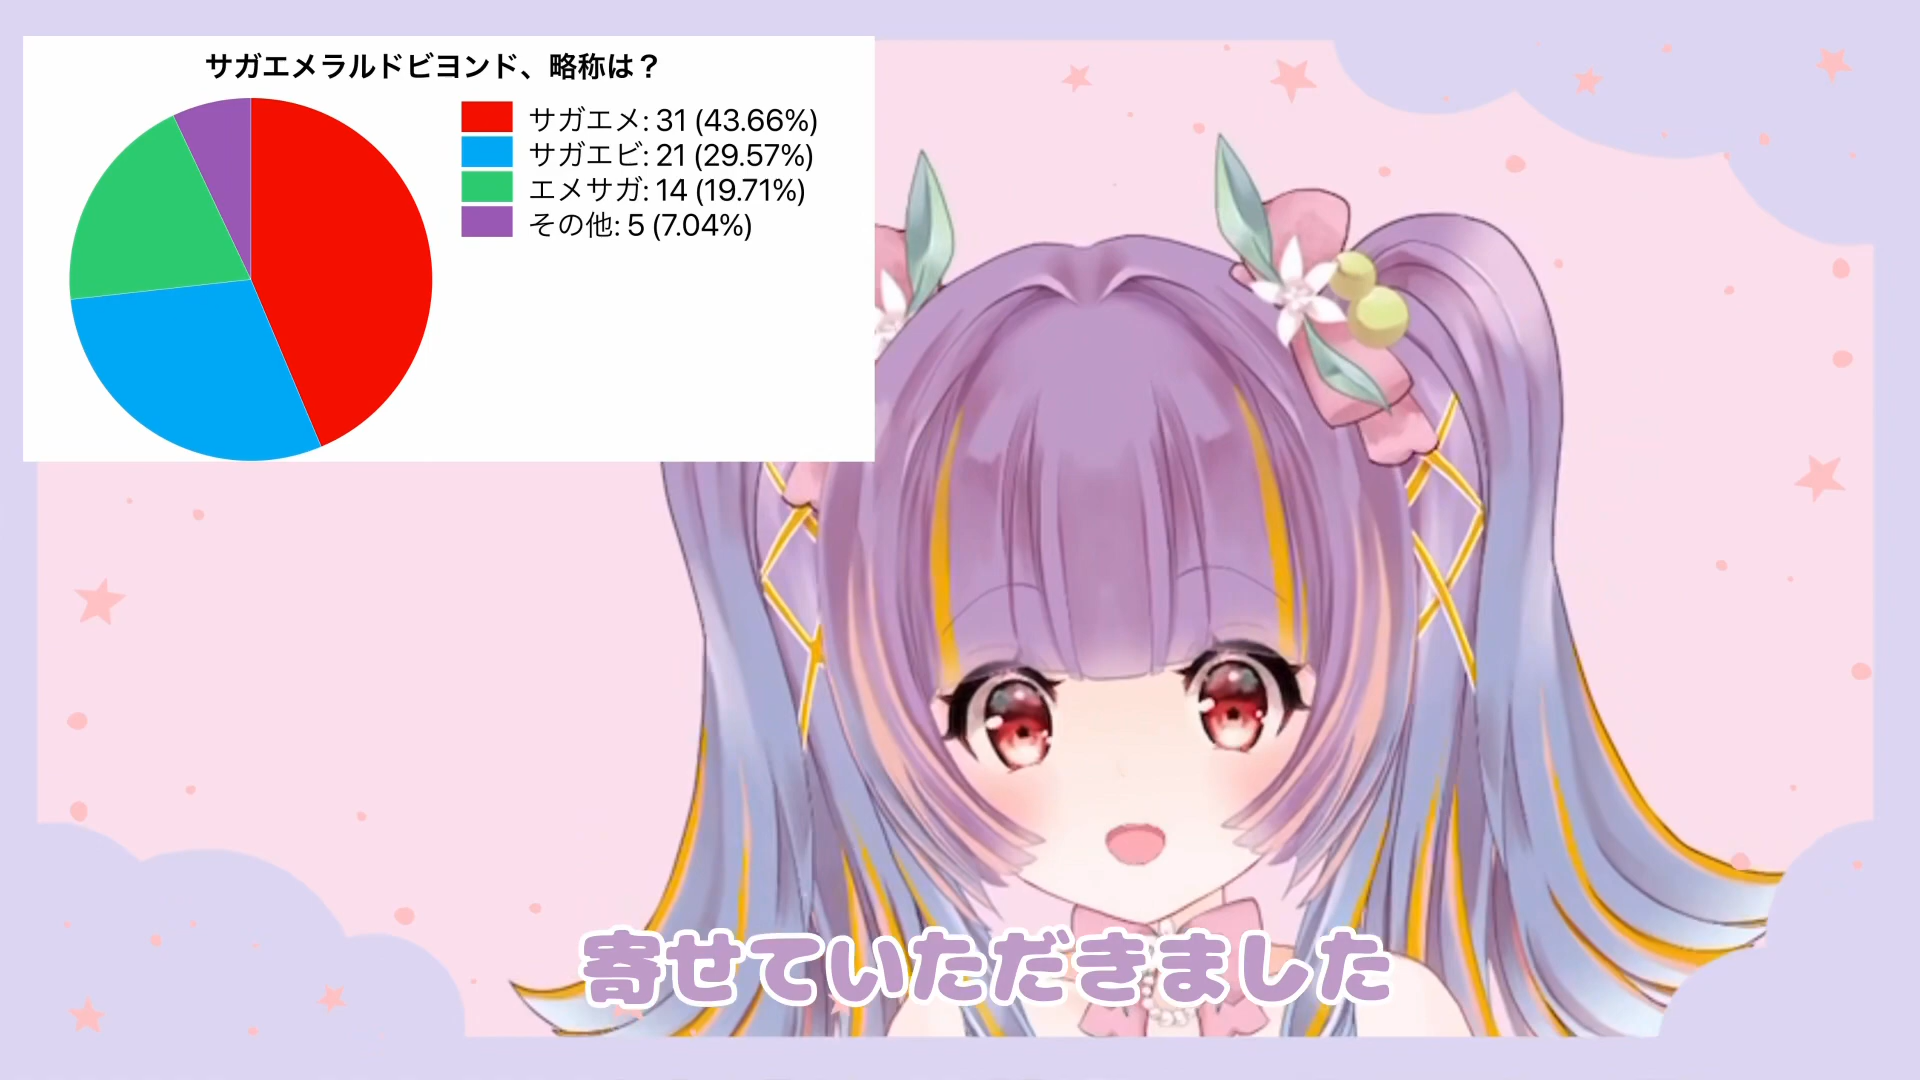 サガエメラルドビヨンド、略称は？
サガエメ: 31 (43.66%)
サガエビ: 21 (29.57%)
エメサガ: 14 (19.71%)
その他: 5 (7.04%)
寄せていただきました